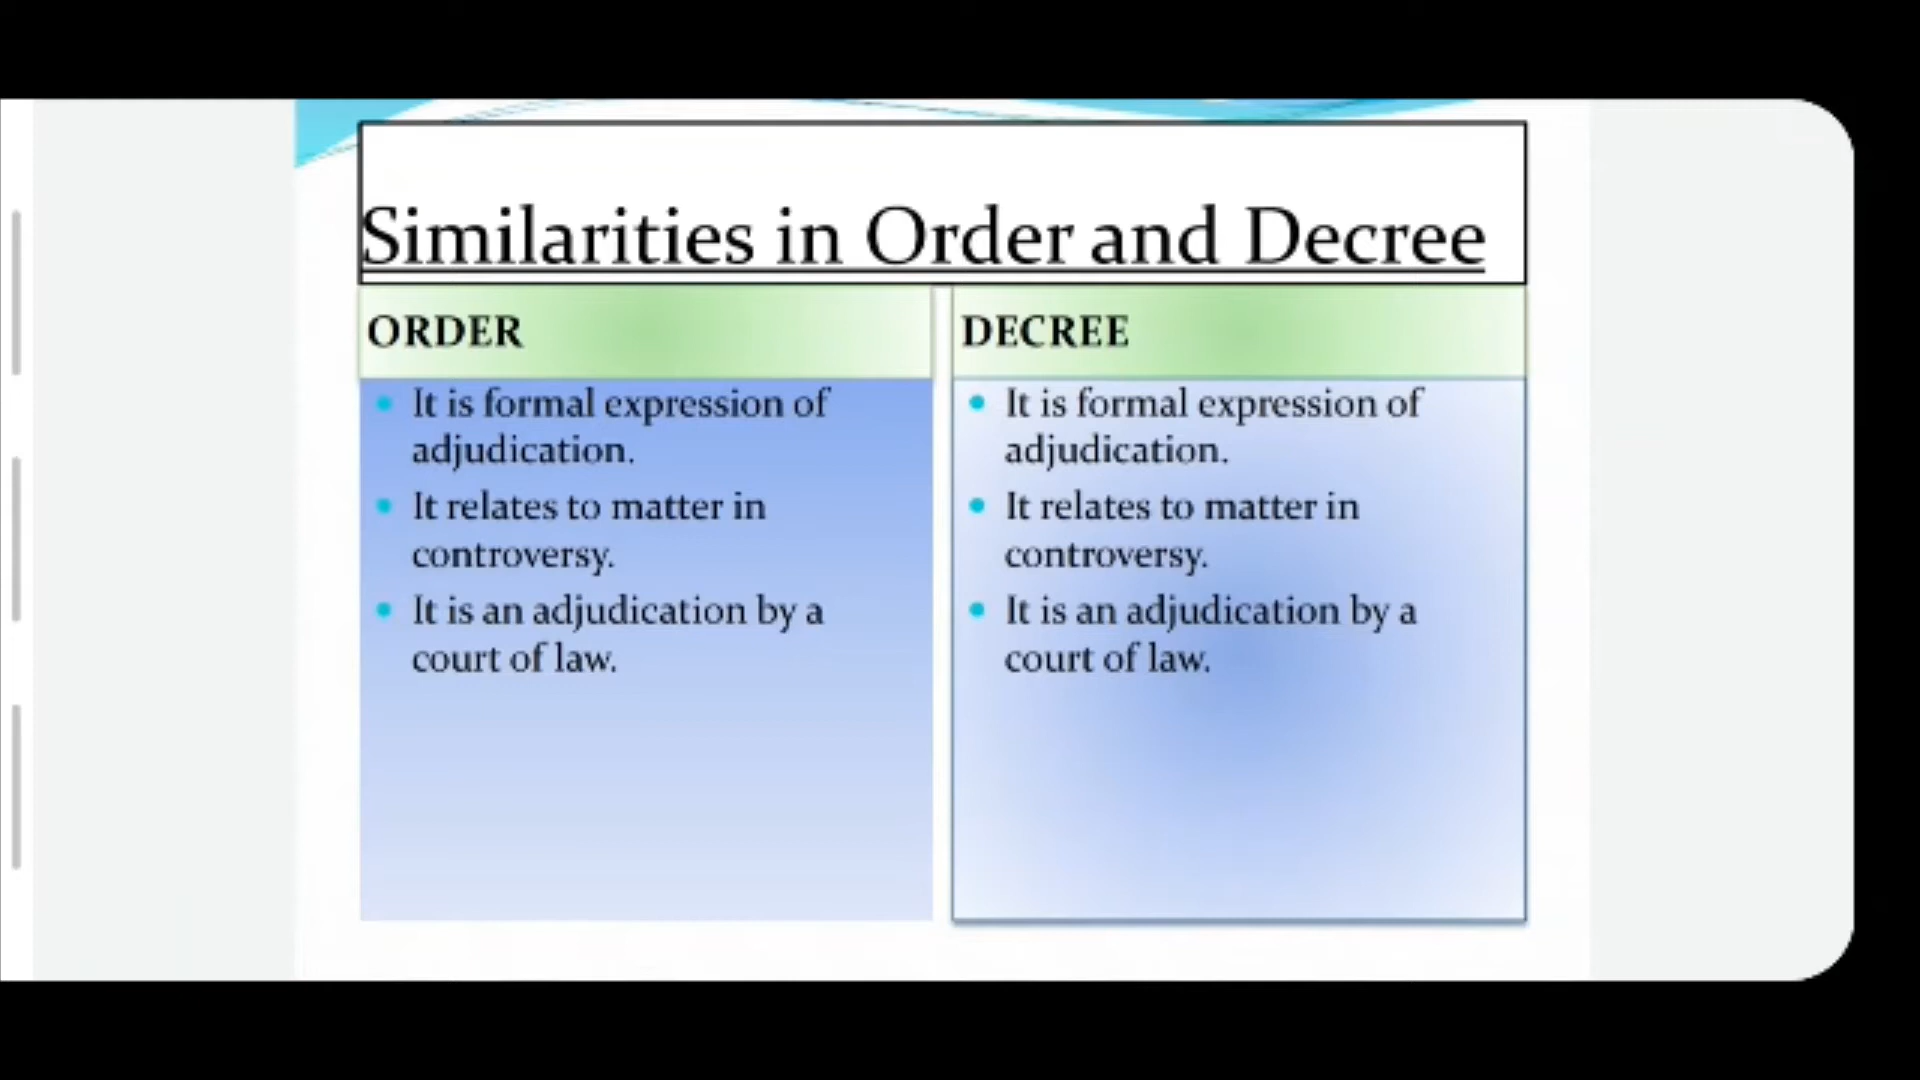 Similarities in Order and Decree
ORDER
It is formal expression of
adjudication.
It relates to matter in
controversy.
It is an adjudication by a
court of law.
DECREE
It is formal expression of
adjudication.
It relates to matter in
controversy.
It is an adjudication by a
court of law.